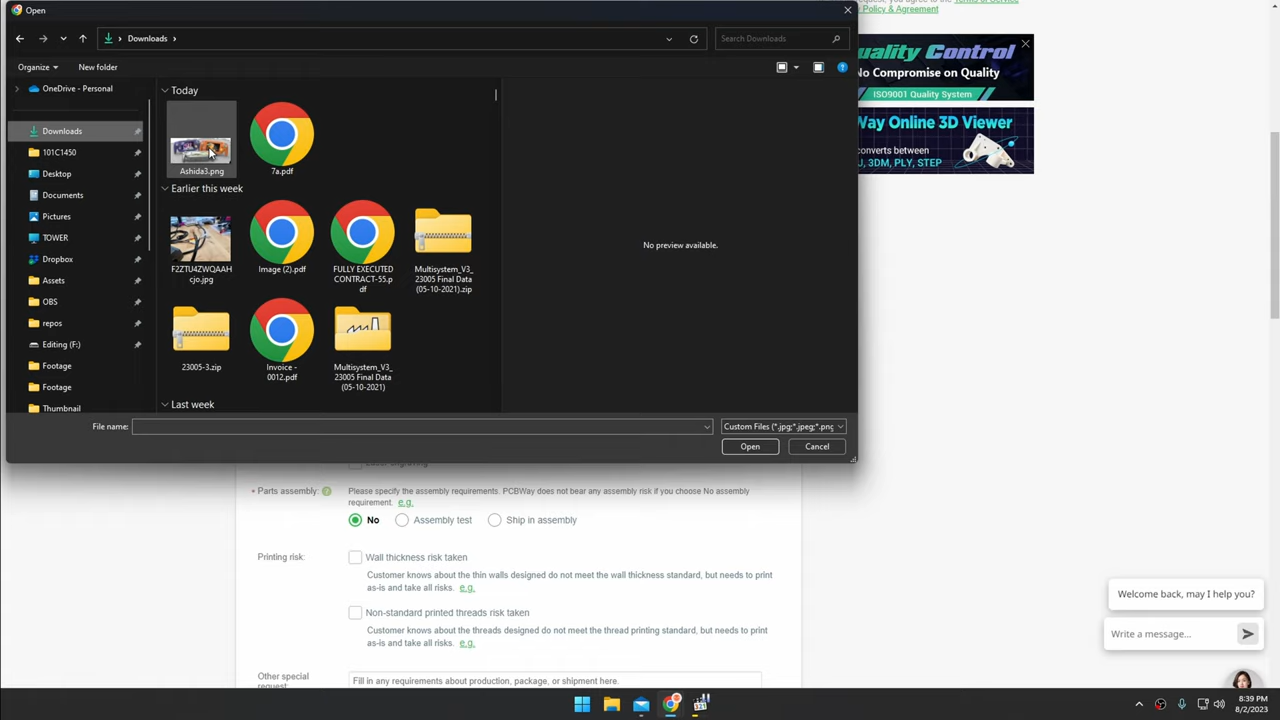 Open
Downloads
Search Downloads
Organize
New folder
OneDrive - Personal
Downloads
101C1450
Desktop
Documents
Pictures
TOWER
Dropbox
Assets
OBS
repos
Editing (F:)
Footage
Footage
Thumbnail
Today
Ashida3.png
7a.pdf
Earlier this week
F2ZTU4ZWQAAH
cjo.jpg
Image (2).pdf
FULLY EXECUTED
CONTRACT-55.p
df
Multisystem_V3_
23005 Final Data
(05-10-2021).zip
23005-3.zip
Invoice -
0012.pdf
Multisystem_V3_
23005 Final Data
(05-10-2021)
Last week
No preview available.
File name:
Custom Files (*.jpg;*.jpeg;*.png
Open
Cancel
request, you agree to the Terms of Service
Policy & Agreement
uality Control
No Compromise on Quality
ISO9001 Quality System
Way Online 3D Viewer
converts between
, 3DM, PLY, STEP
* Parts assembly:
Please specify the assembly requirements. PCBWay does not bear any assembly risk if you choose No assembly
requirement. e.g.
No
Assembly test
Ship in assembly
Printing risk:
Wall thickness risk taken
Customer knows about the thin walls designed do not meet the wall thickness standard, but needs to print
as-is and take all risks. e.g.
Non-standard printed threads risk taken
Customer knows about the threads designed do not meet the thread printing standard, but needs to print
as-is and take all risks. e.g.
Other special
request:
Fill in any requirements about production, package, or shipment here.
Welcome back, may I help you?
Write a message...
8:39 PM
8/2/2023